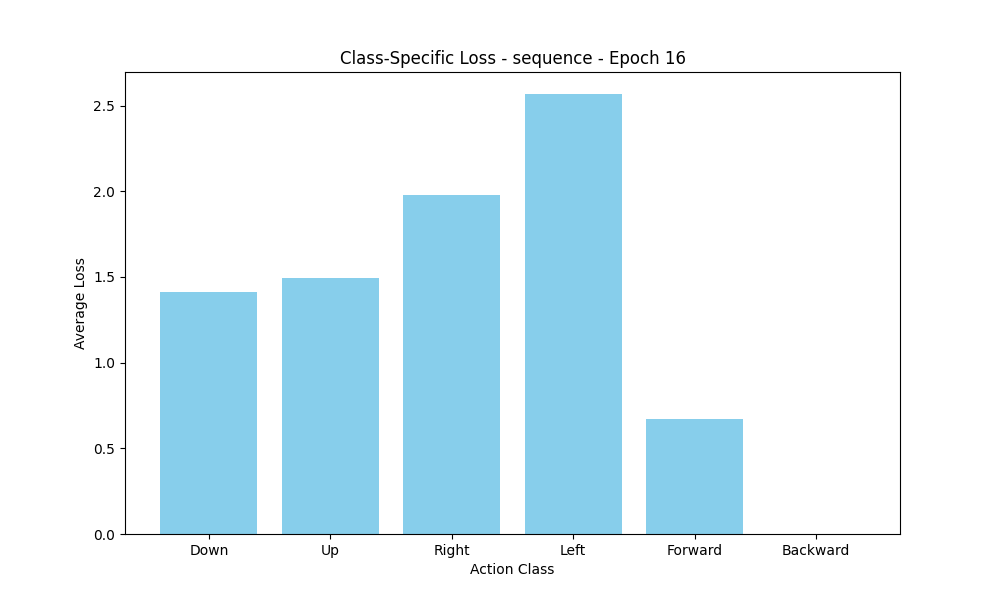 Class-Specific Loss - sequence - Epoch 16
2.5
2.0
1.5
1.0
0.5
0.0
Average Loss
Down Up Right Left Forward Backward
Action Class